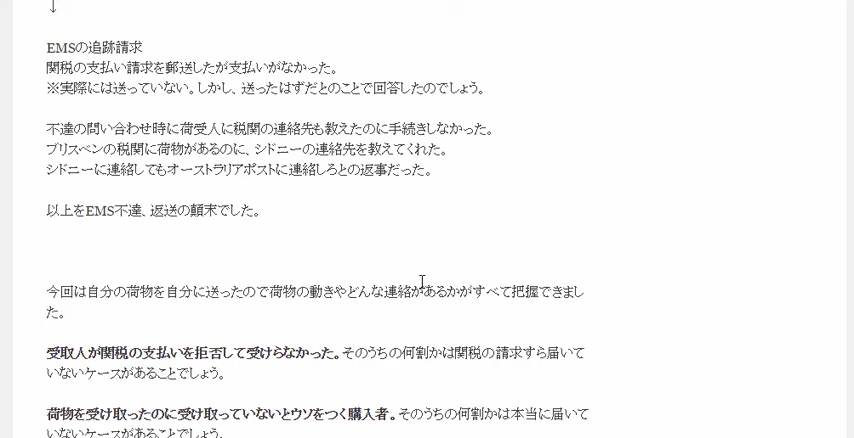 ↓
EMSの追跡請求
関税の支払い請求を郵送したが支払いがなかった。
※実際には送っていない。しかし、送ったはずだとのことで回答したのでしょう。
不達の問い合わせ時に荷受人に税関の連絡先も教えたのに手続きしなかった。
ブリスベンの税関に荷物があるのに、シドニーの連絡先を教えてくれた。
シドニーに連絡してもオーストラリアポストに連絡しろとの返事だった。
以上をEMS不達、返送の顛末でした。
今回は自分の荷物を自分に送ったので荷物の動きやどんな連絡があるかがすべて把握できまし
た。
受取人が関税の支払いを拒否して受けらなかった。そのうちの何割かは関税の請求すら届いて
いないケースがあることでしょう。
荷物を受け取ったのに受け取っていないとウソをつく購入者。そのうちの何割かは本当に届いて
いないケースがあることでしょう。